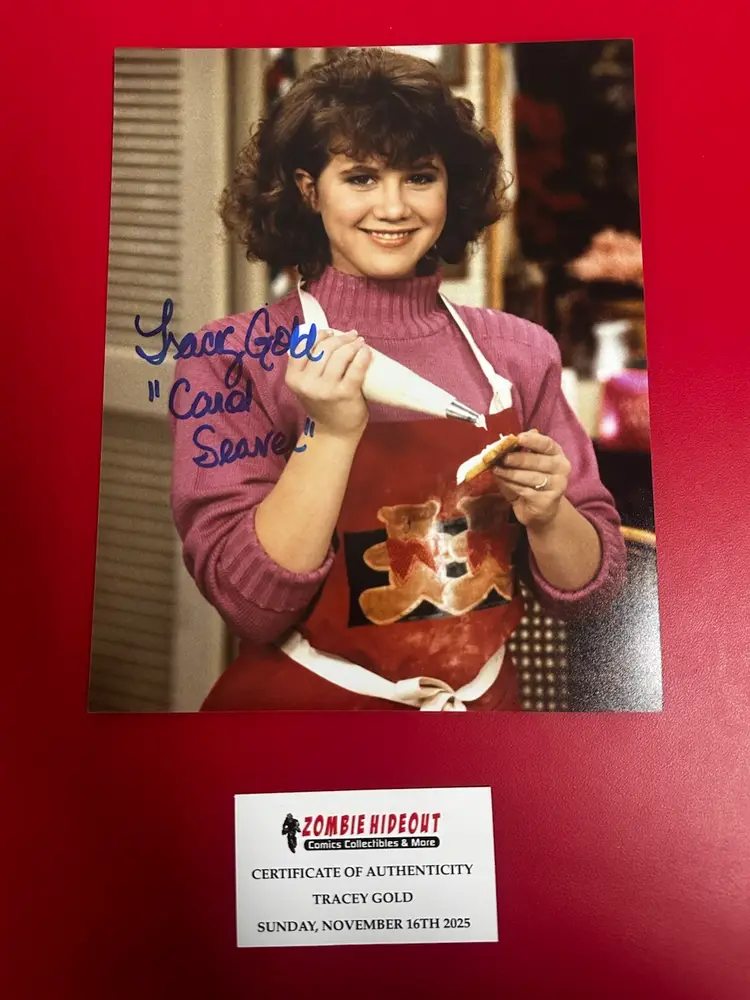 Tracey Gold
"Carol
Seaver"
ZOMBIE HIDEOUT
Comics Collectibles & More
CERTIFICATE OF AUTHENTICITY
TRACEY GOLD
SUNDAY, NOVEMBER 16TH 2025